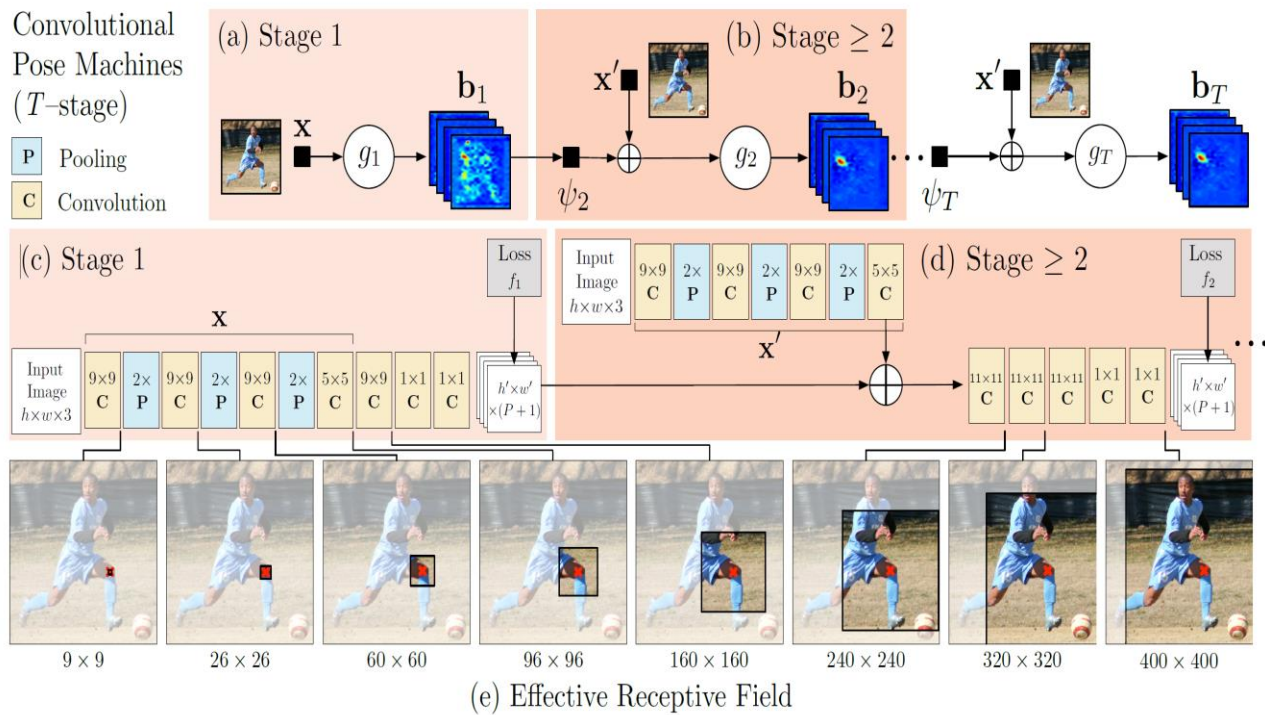 Convolutional
Pose Machines
(T–stage)
P Pooling
C Convolution
(a) Stage 1
x
g₁
b₁
(b) Stage ≥ 2
x′
ψ₂
g₂
b₂
x′
ψT
gT
bT
(c) Stage 1
Loss
f₁
x
Input
Image
h×w×3
9×9
C
2×
P
9×9
C
2×
P
9×9
C
2×
P
5×5
C
9×9
C
1×1
C
1×1
C
h′×w′
×(P+1)
(d) Stage ≥ 2
Input
Image
h×w×3
9×9
C
2×
P
9×9
C
2×
P
9×9
C
2×
P
5×5
C
x′
Loss
f₂
11×11
C
11×11
C
11×11
C
1×1
C
1×1
C
h′×w′
×(P+1)
9 × 9
26 × 26
60 × 60
96 × 96
160 × 160
240 × 240
320 × 320
400 × 400
(e) Effective Receptive Field